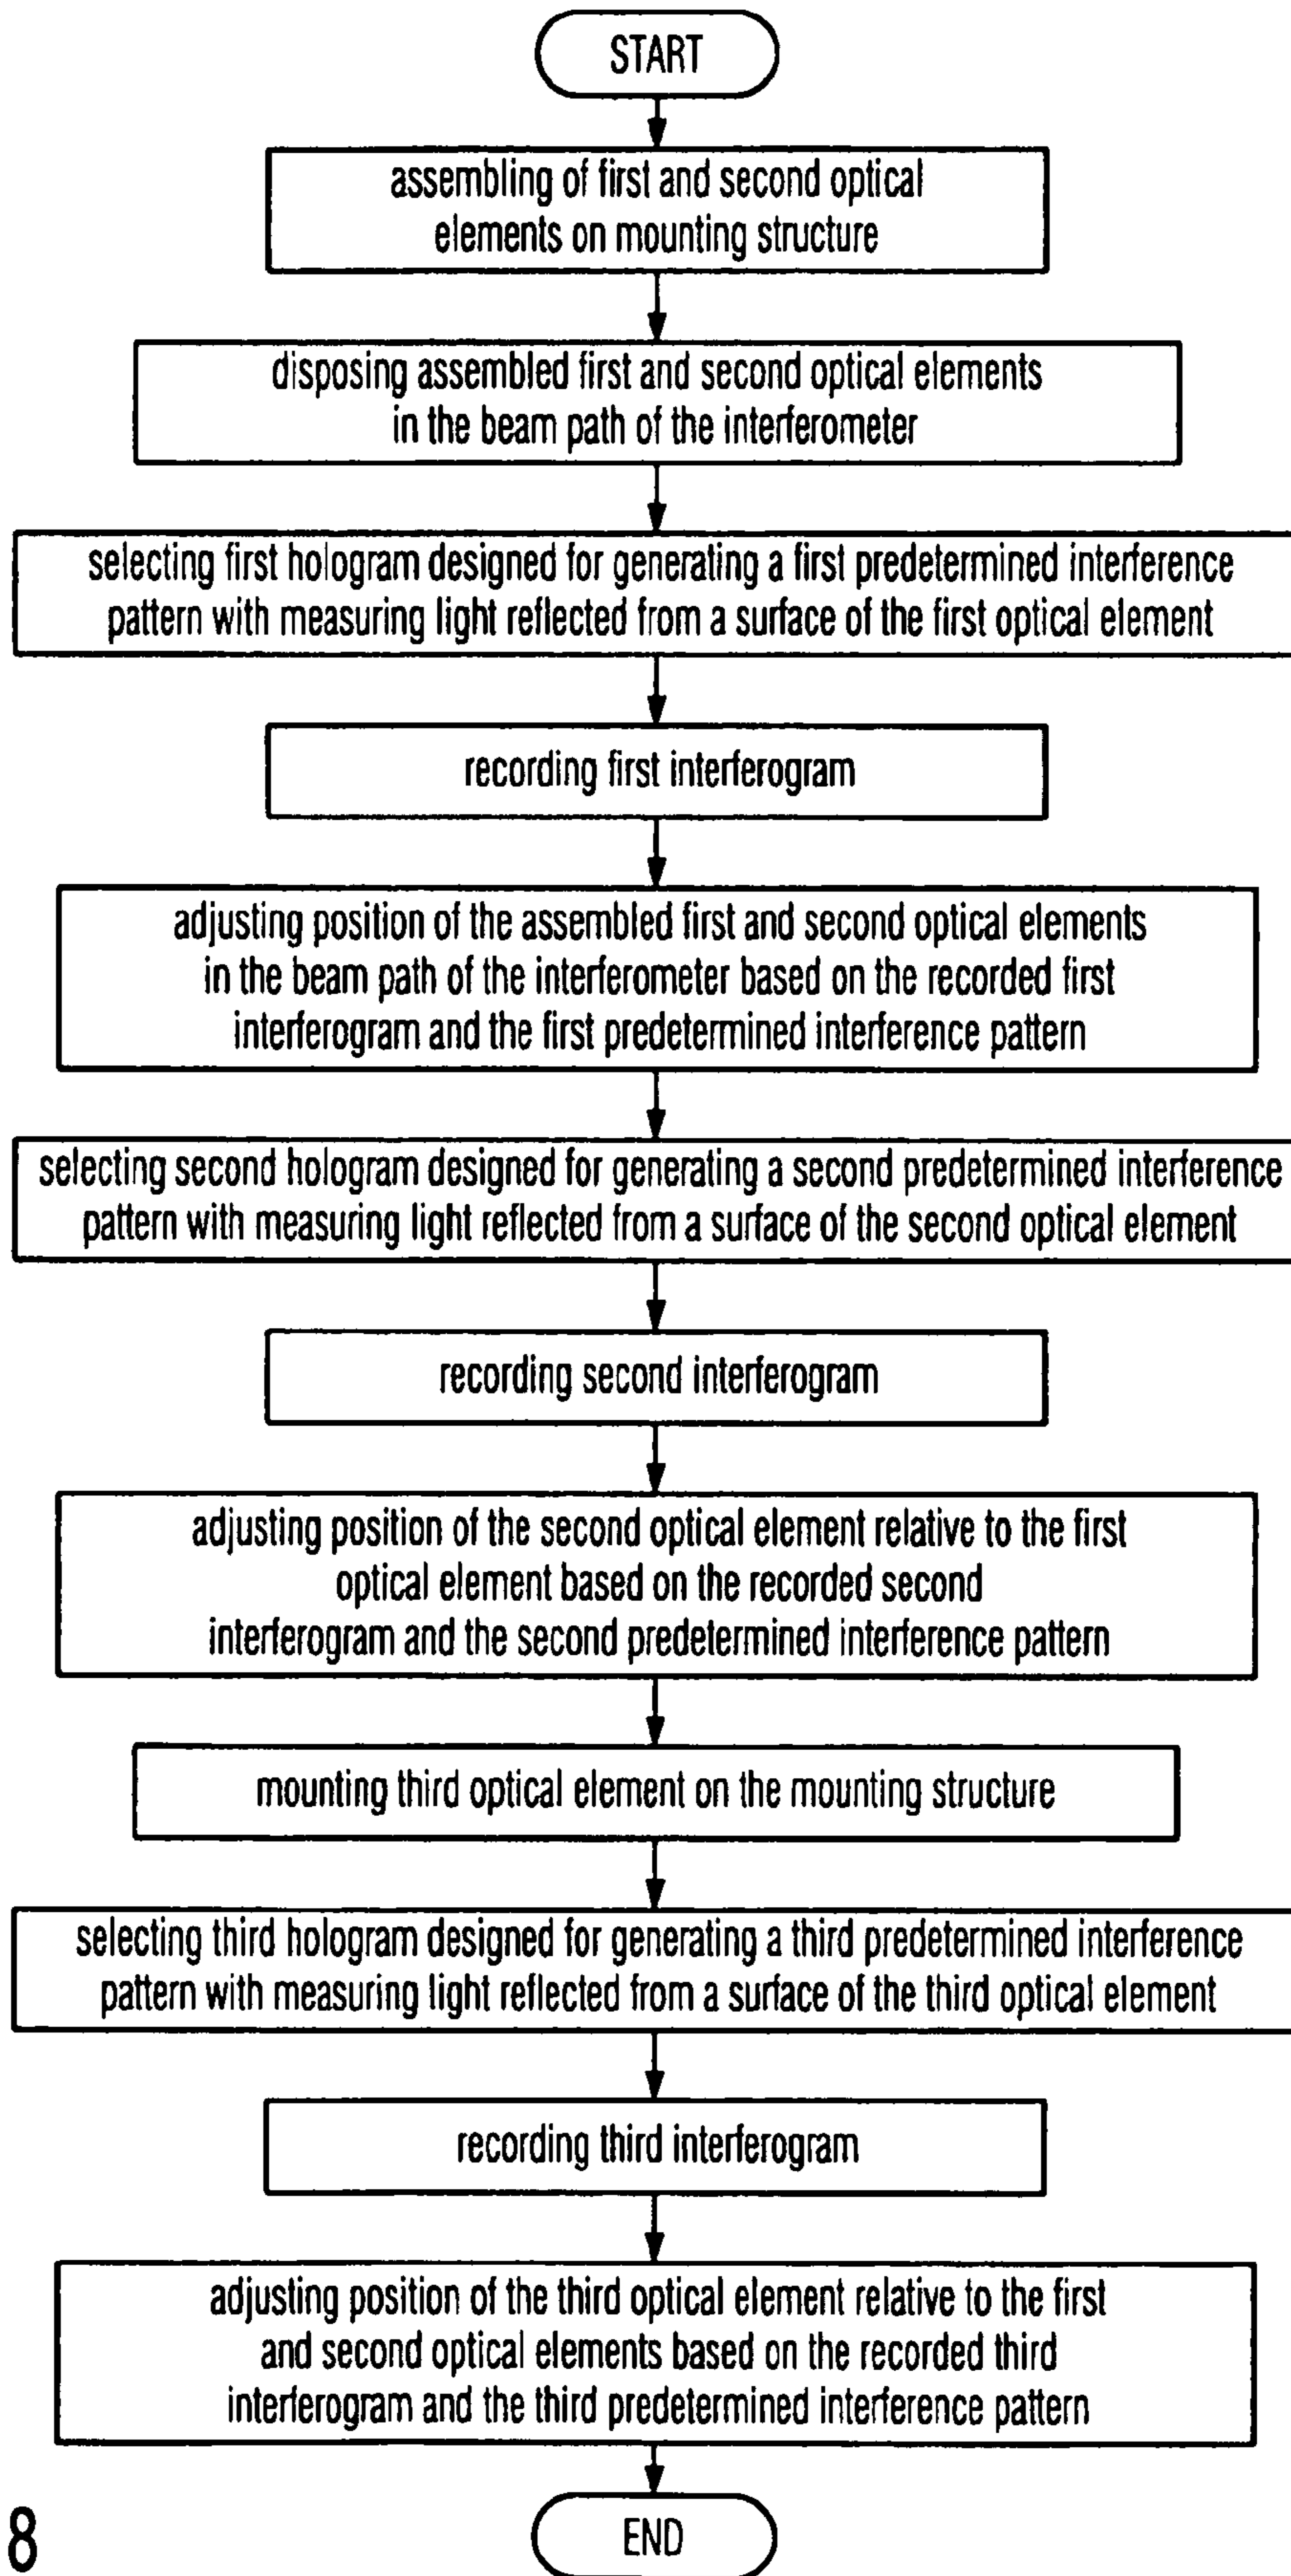 START
assembling of first and second optical
elements on mounting structure
disposing assembled first and second optical elements
in the beam path of the interferometer
selecting first hologram designed for generating a first predetermined interference
pattern with measuring light reflected from a surface of the first optical element
recording first interferogram
adjusting position of the assembled first and second optical elements
in the beam path of the interferometer based on the recorded first
interferogram and the first predetermined interference pattern
selecting second hologram designed for generating a second predetermined interference
pattern with measuring light reflected from a surface of the second optical element
recording second interferogram
adjusting position of the second optical element relative to the first
optical element based on the recorded second
interferogram and the second predetermined interference pattern
mounting third optical element on the mounting structure
selecting third hologram designed for generating a third predetermined interference
pattern with measuring light reflected from a surface of the third optical element
recording third interferogram
adjusting position of the third optical element relative to the first
and second optical elements based on the recorded third
interferogram and the third predetermined interference pattern
END
8